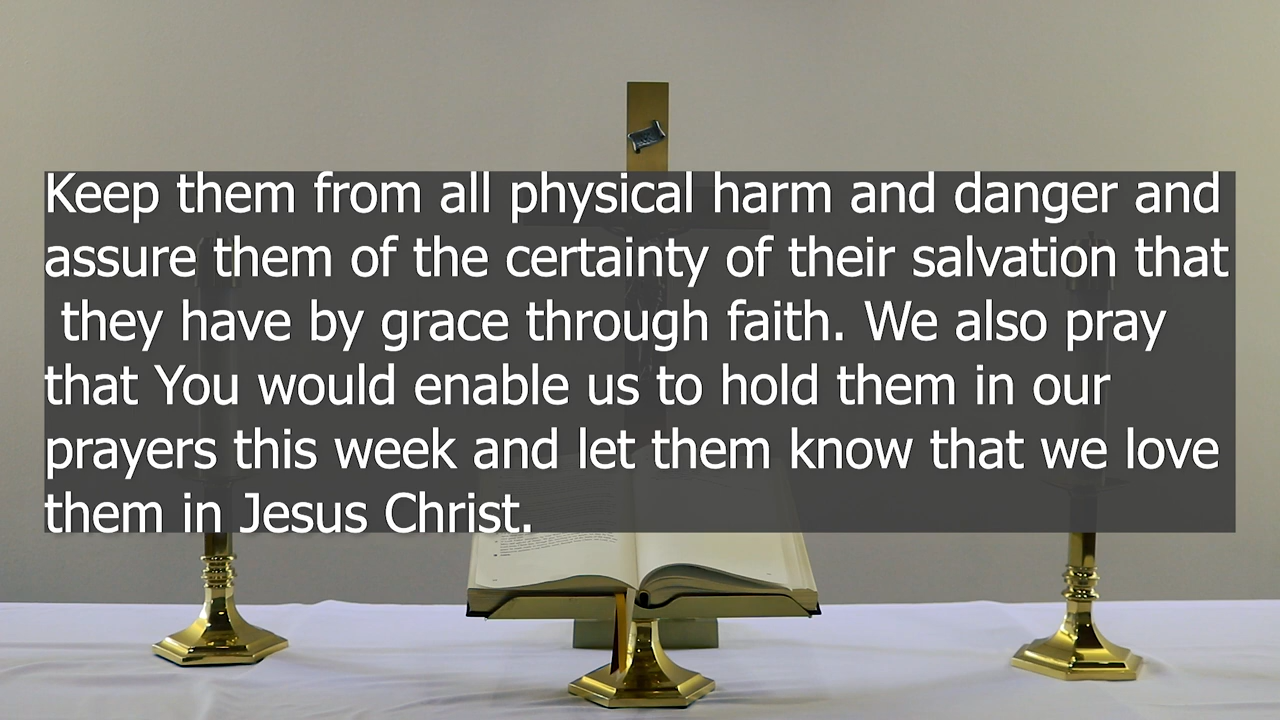 Keep them from all physical harm and danger and
assure them of the certainty of their salvation that
they have by grace through faith. We also pray
that You would enable us to hold them in our
prayers this week and let them know that we love
them in Jesus Christ.